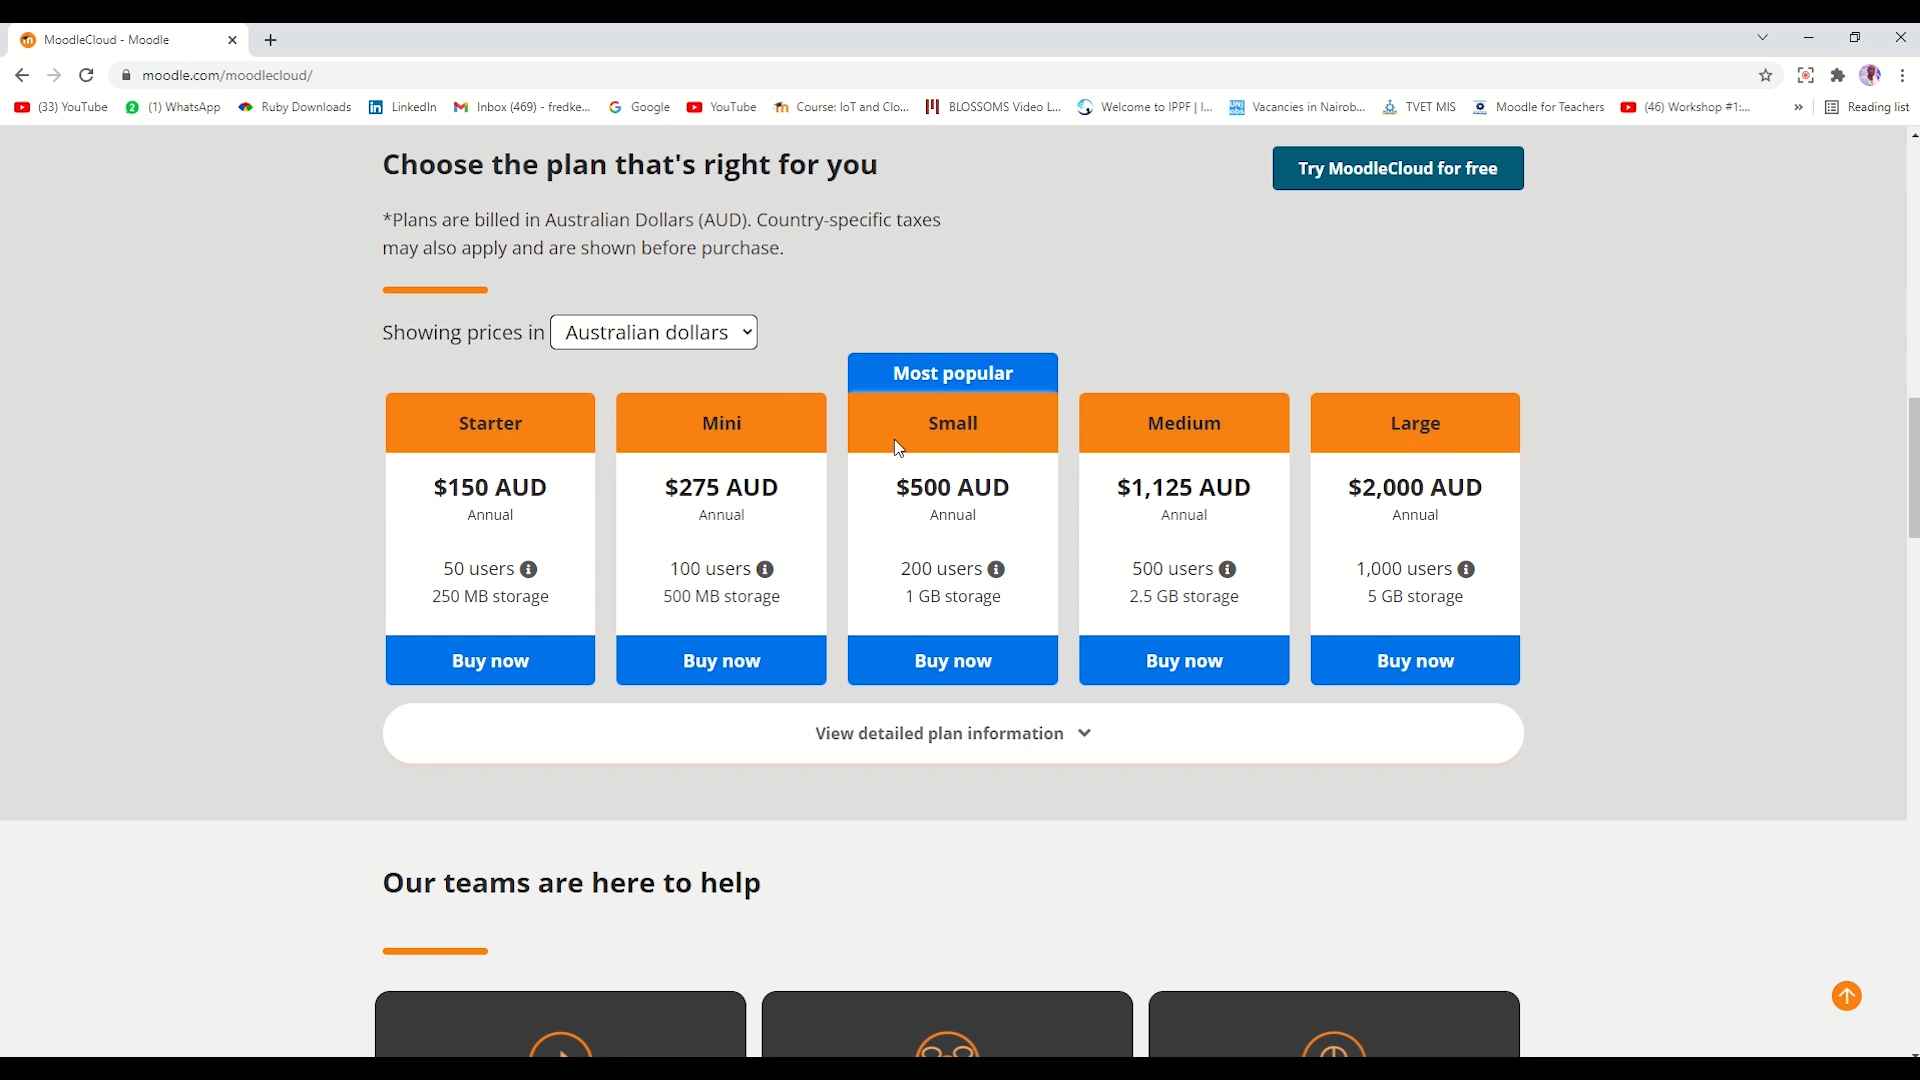 MoodleCloud - Moodle
moodle.com/moodlecloud/
(33) YouTube
(1) WhatsApp
Ruby Downloads
LinkedIn
Inbox (469) - fredke...
Google
YouTube
Course: IoT and Clo...
BLOSSOMS Video L...
Welcome to IPPF | I...
Vacancies in Nairob...
TVET MIS
Moodle for Teachers
(46) Workshop #1:...
»
Reading list
Choose the plan that's right for you
Try MoodleCloud for free
*Plans are billed in Australian Dollars (AUD). Country-specific taxes
may also apply and are shown before purchase.
Showing prices in Australian dollars
Most popular
Starter
$150 AUD
Annual
50 users
250 MB storage
Buy now
Mini
$275 AUD
Annual
100 users
500 MB storage
Buy now
Small
$500 AUD
Annual
200 users
1 GB storage
Buy now
Medium
$1,125 AUD
Annual
500 users
2.5 GB storage
Buy now
Large
$2,000 AUD
Annual
1,000 users
5 GB storage
Buy now
View detailed plan information
Our teams are here to help